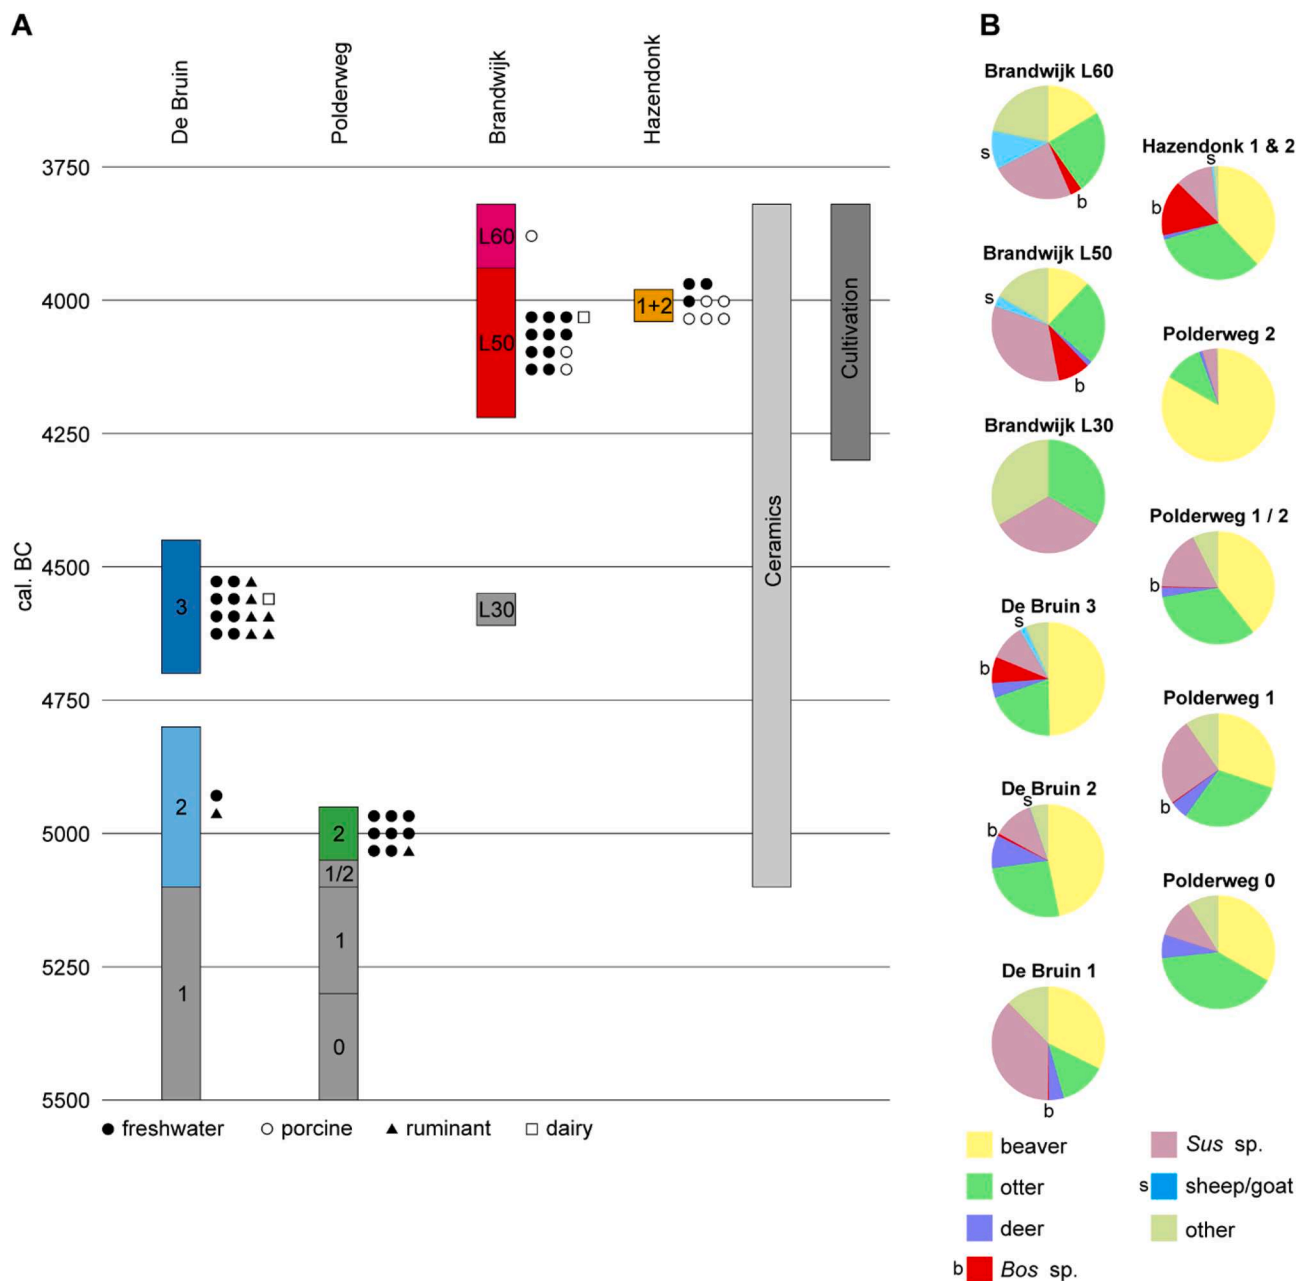 A
De Bruin
Polderweg
Brandwijk
Hazendonk
3750
4000
4250
4500
4750
5000
5250
5500
cal. BC
L60
L50
1+2
3
L30
2
2
1/2
1
1
0
Ceramics
Cultivation
freshwater
porcine
ruminant
dairy
B
Brandwijk L60
s
b
Hazendonk 1 & 2
s
b
Brandwijk L50
s
b
Polderweg 2
Brandwijk L30
Polderweg 1 / 2
b
De Bruin 3
s
b
Polderweg 1
b
De Bruin 2
s
b
Polderweg 0
De Bruin 1
b
beaver
otter
deer
b Bos sp.
Sus sp.
s sheep/goat
other